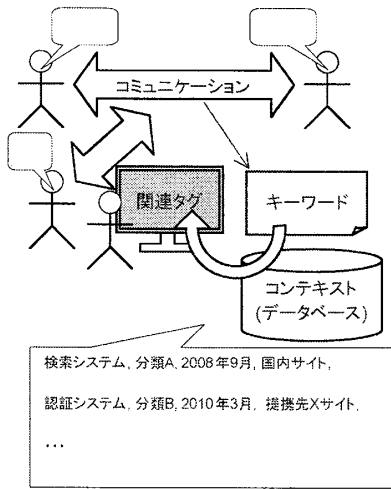 コミュニケーション
関連タグ
キーワード
コンテキスト
(データベース)
検索システム, 分類A, 2008年9月, 国内サイト,
認証システム, 分類B, 2010年3月, 提携先Xサイト,
...